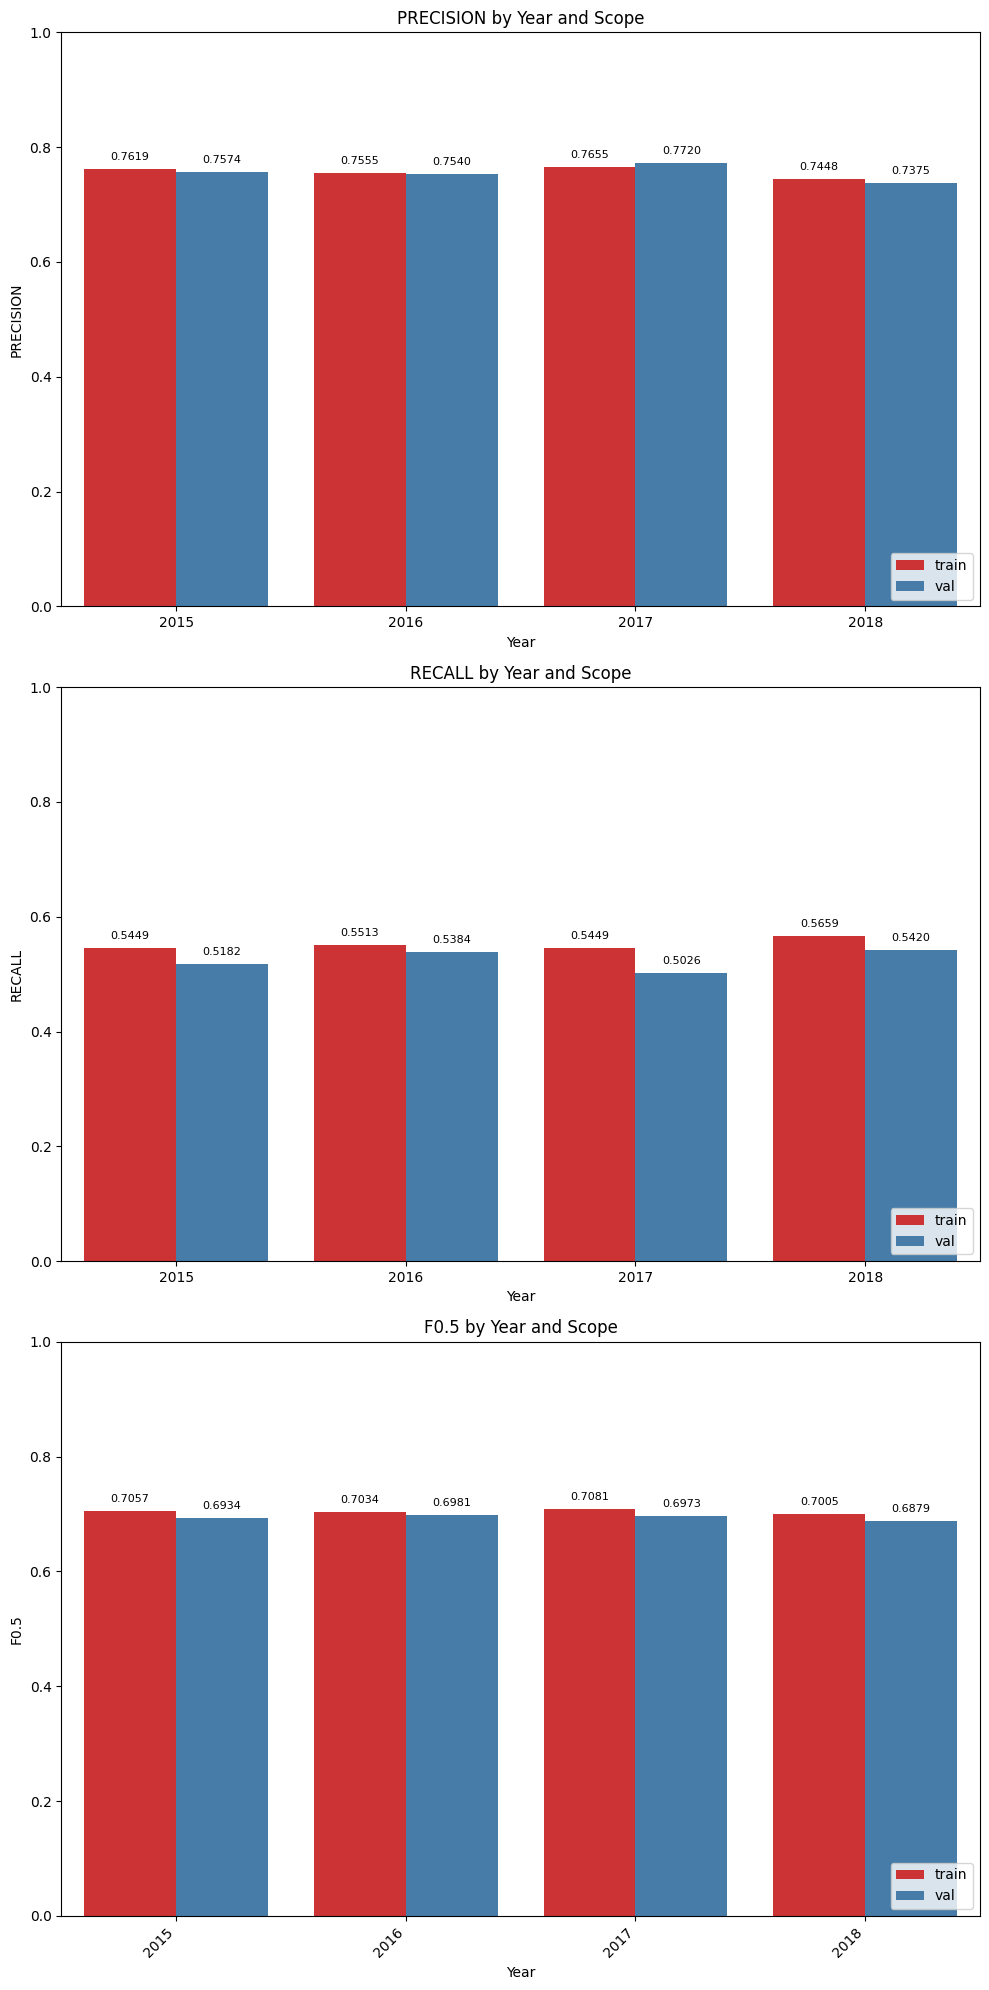 PRECISION by Year and Scope
1.0
0.8
0.6
0.4
0.2
0.0
PRECISION
0.7619 0.7574 0.7555 0.7540 0.7655 0.7720 0.7448 0.7375
train
val
2015 2016 2017 2018
Year
RECALL by Year and Scope
1.0
0.8
0.6
0.4
0.2
0.0
RECALL
0.5449 0.5182 0.5513 0.5384 0.5449 0.5026 0.5659 0.5420
train
val
2015 2016 2017 2018
Year
F0.5 by Year and Scope
1.0
0.8
0.6
0.4
0.2
0.0
F0.5
0.7057 0.6934 0.7034 0.6981 0.7081 0.6973 0.7005 0.6879
train
val
2015 2016 2017 2018
Year